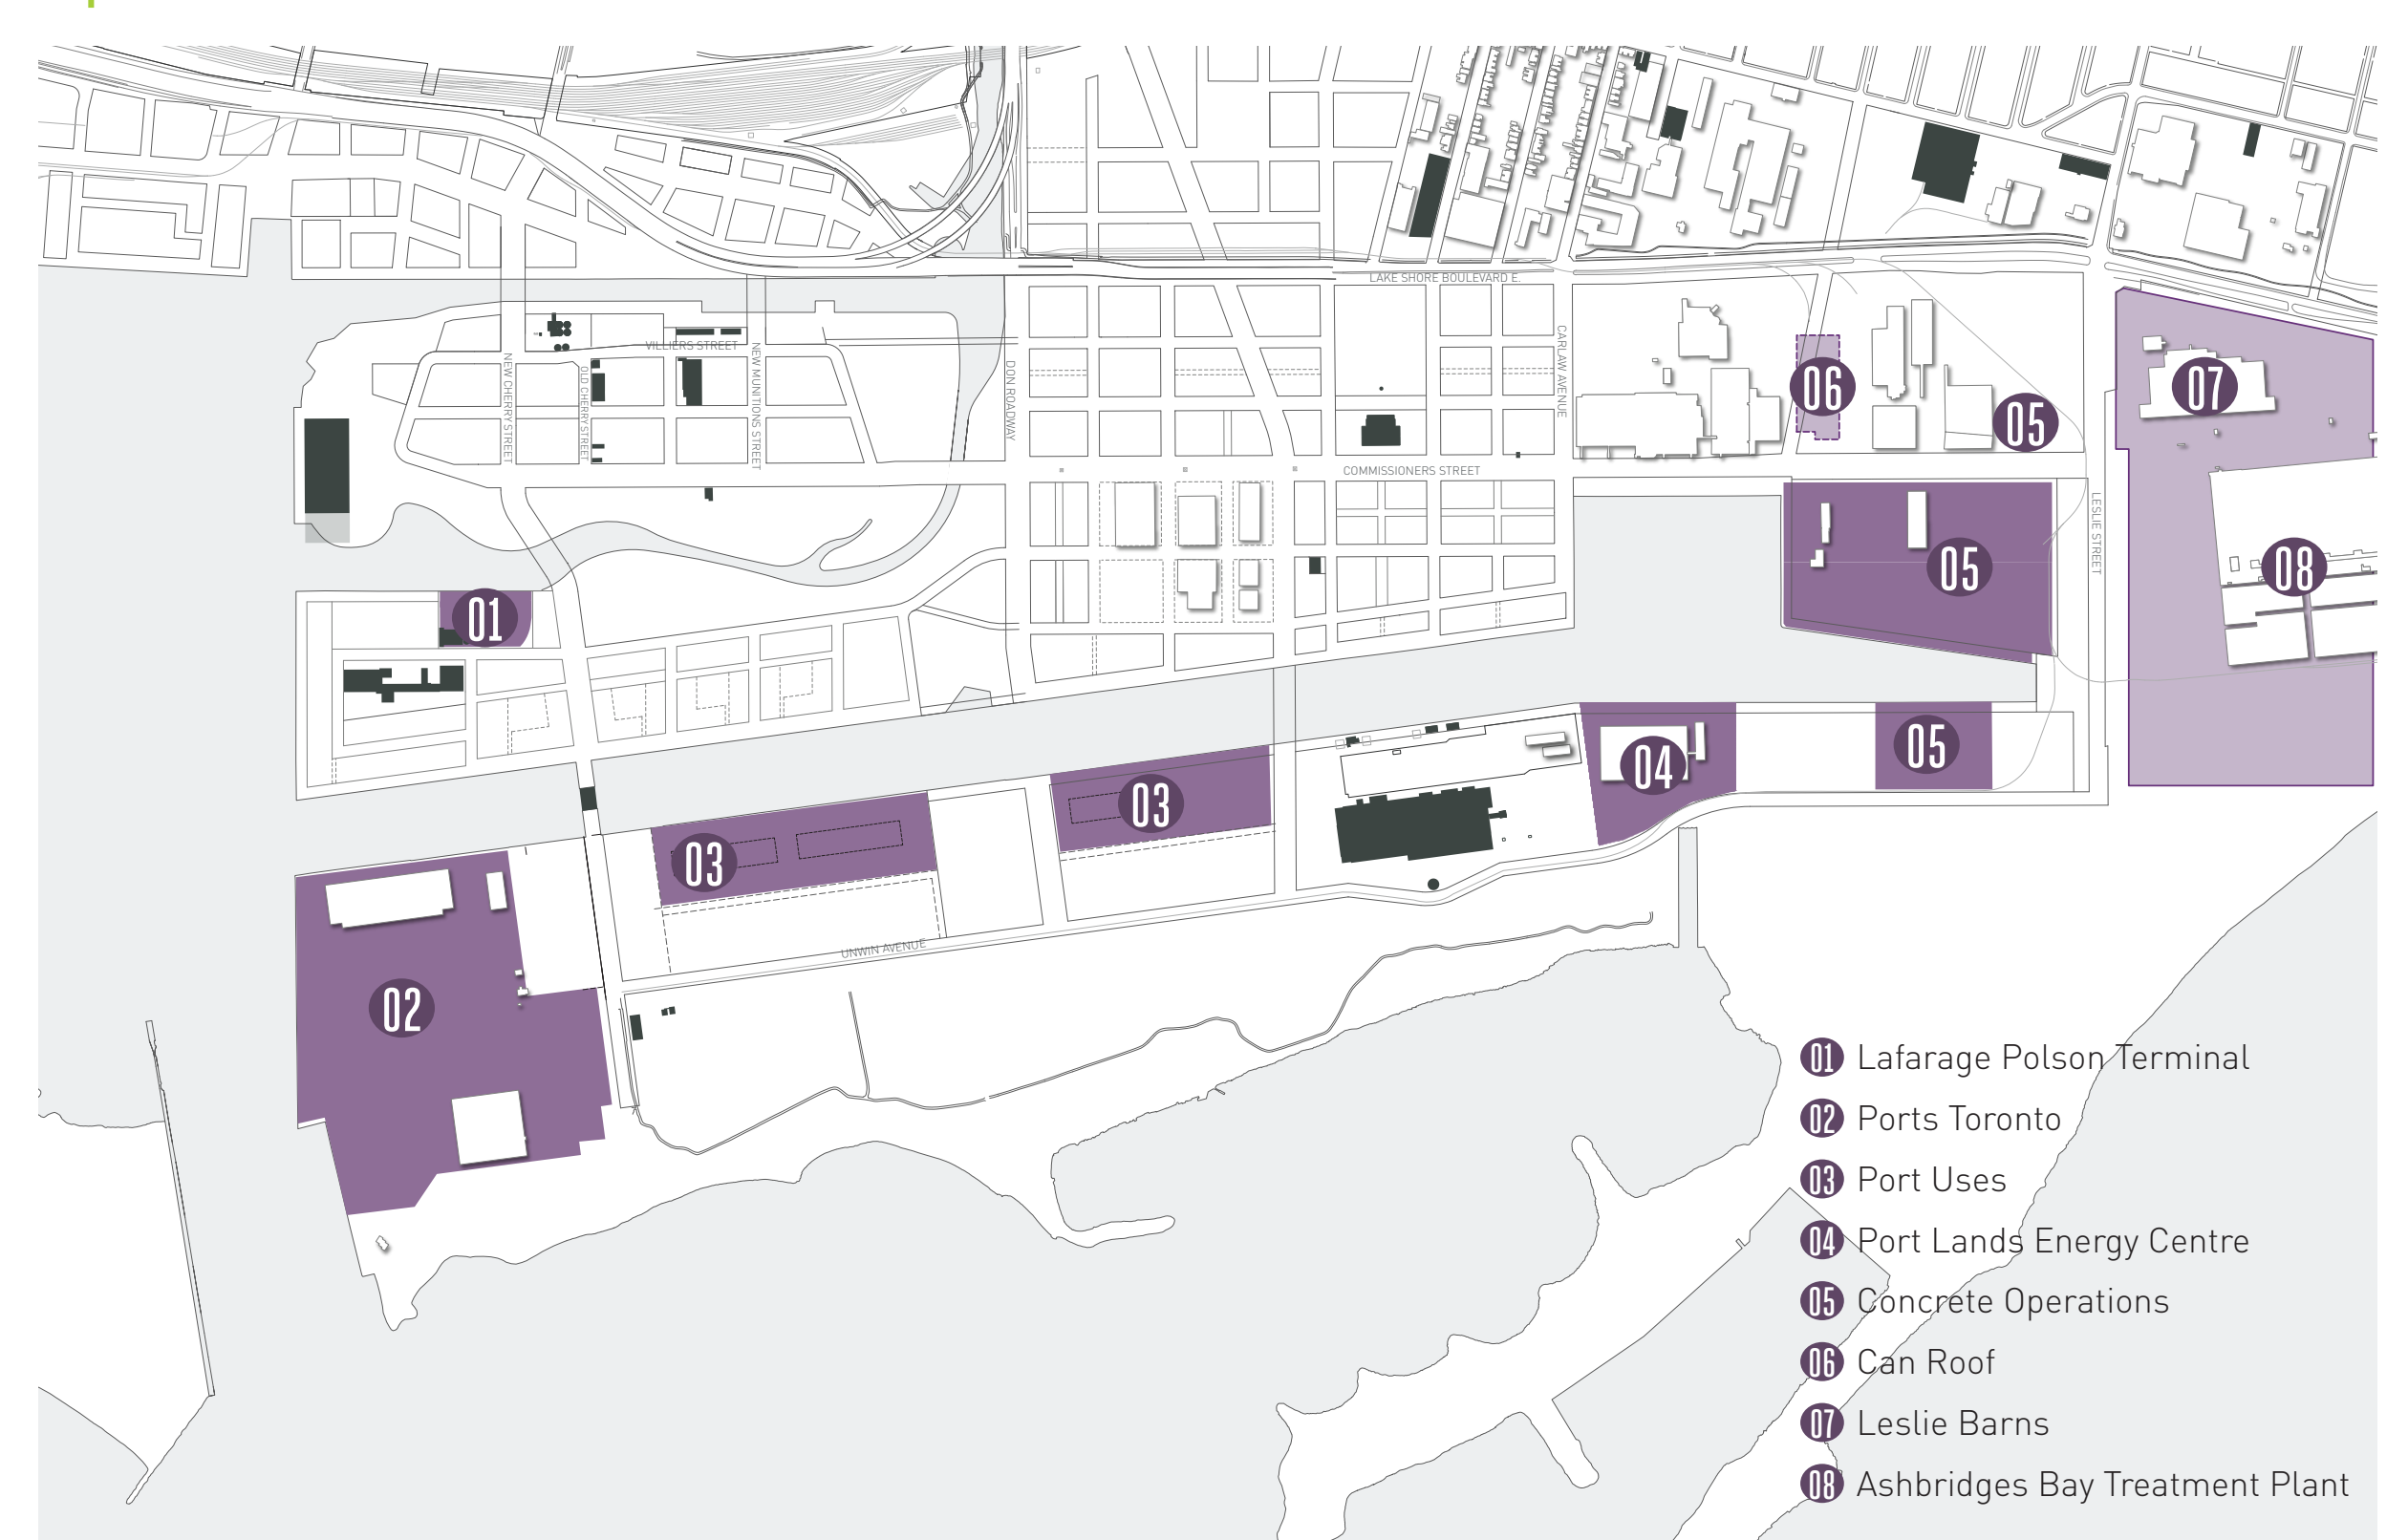 LAKE SHORE BOULEVARD E.
VILLIERS STREET
NEW CHERRY STREET
OLD CHERRY STREET
NEW MUNITIONS STREET
DON ROADWAY
CARLAW AVENUE
06
05
07
COMMISSIONERS STREET
LESLIE STREET
05
08
01
04
05
03
03
UNWIN AVENUE
02
01 Lafarage Polson Terminal
02 Ports Toronto
03 Port Uses
04 Port Lands Energy Centre
05 Concrete Operations
06 Can Roof
07 Leslie Barns
08 Ashbridges Bay Treatment Plant